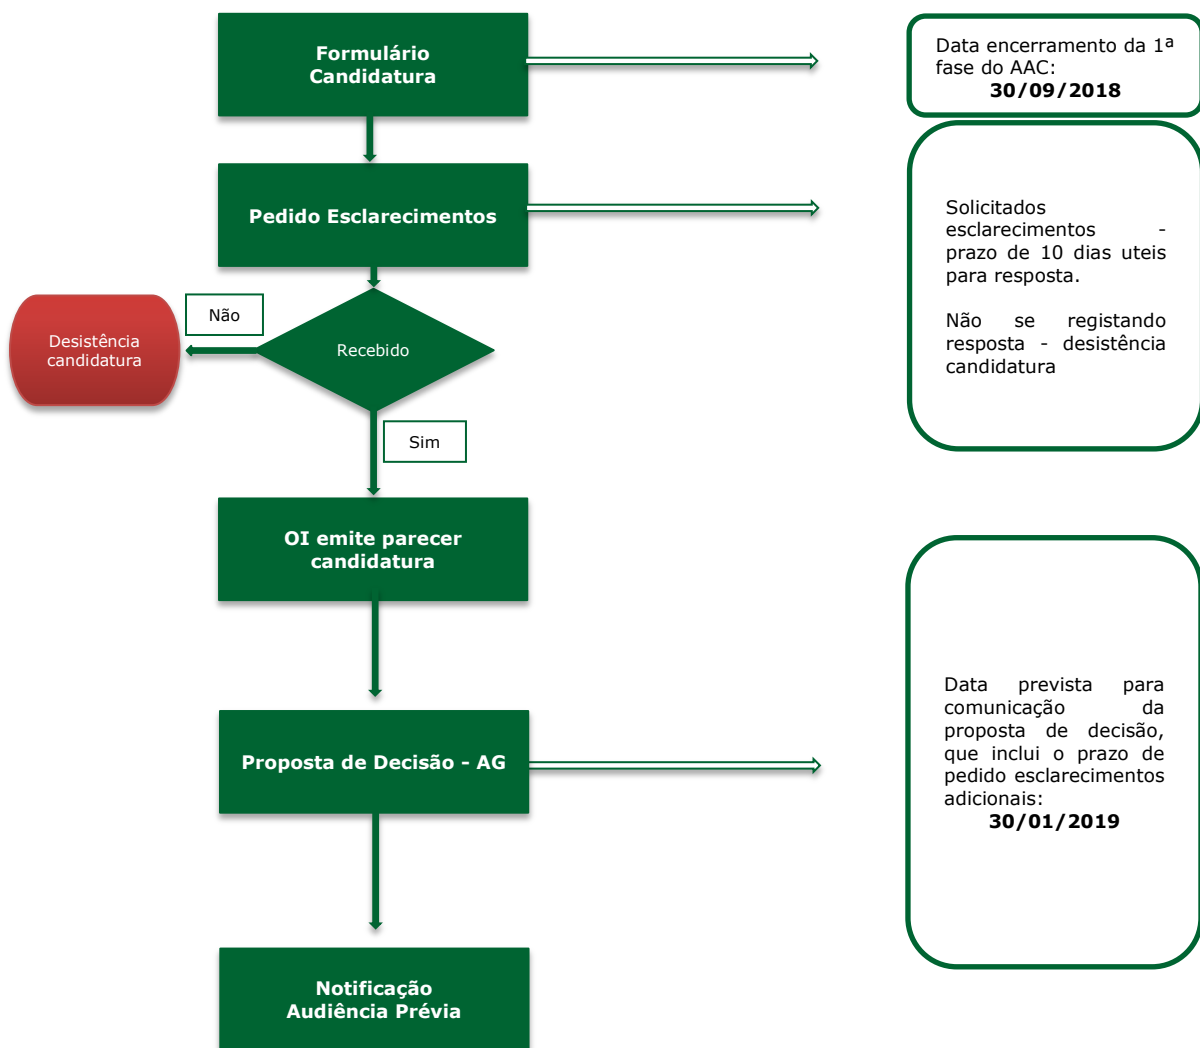 Formulário
Candidatura
Data encerramento da 1ª
fase do AAC:
30/09/2018
Pedido Esclarecimentos
Solicitados
esclarecimentos -
prazo de 10 dias uteis
para resposta.
Não se registando
resposta - desistência
candidatura
Não
Desistência
candidatura
Recebido
Sim
OI emite parecer
candidatura
Proposta de Decisão - AG
Data prevista para
comunicação da
proposta de decisão,
que inclui o prazo de
pedido esclarecimentos
adicionais:
30/01/2019
Notificação
Audiência Prévia